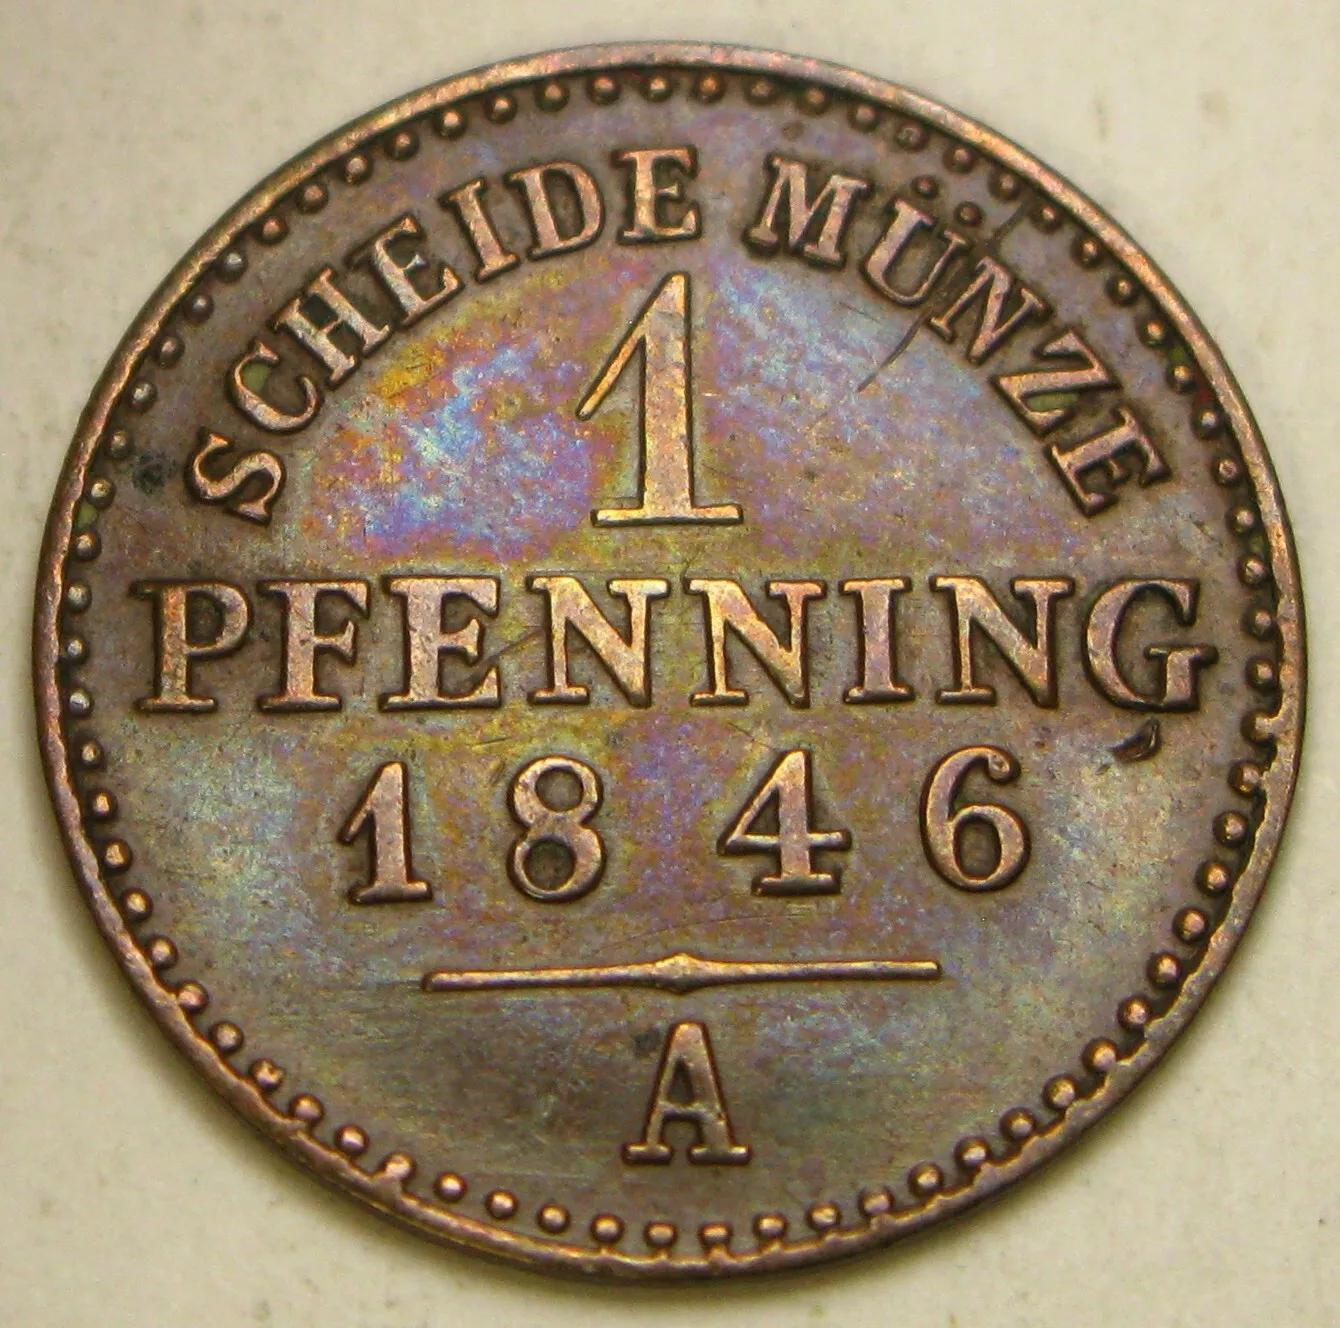 SCHEIDE MÜNZE
1
PFENNING
1846
A